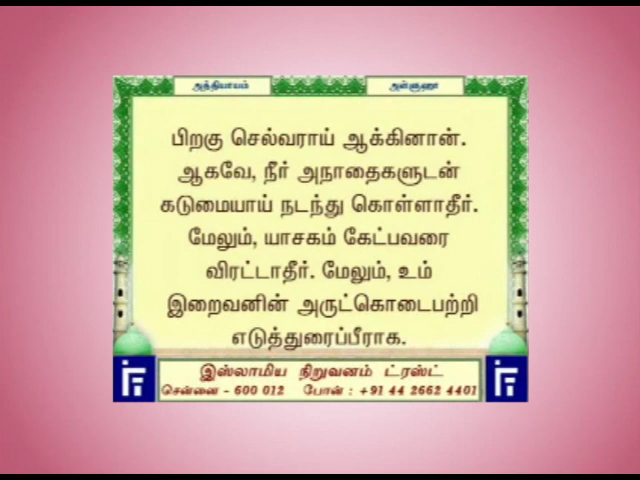 அத்தியாயம்
அள்ளுஹா
பிறகு செல்வராய் ஆக்கினான்.
ஆகவே, நீர் அநாதைகளுடன்
கடுமையாய் நடந்து கொள்ளாதீர்.
மேலும், யாசகம் கேட்பவரை
விரட்டாதீர். மேலும், உம்
இறைவனின் அருட்கொடைபற்றி
எடுத்துரைப்பீராக.
இஸ்லாமிய நிறுவனம் ட்ரஸ்ட்
சென்னை - 600 012 போன் : +91 44 2662 4401